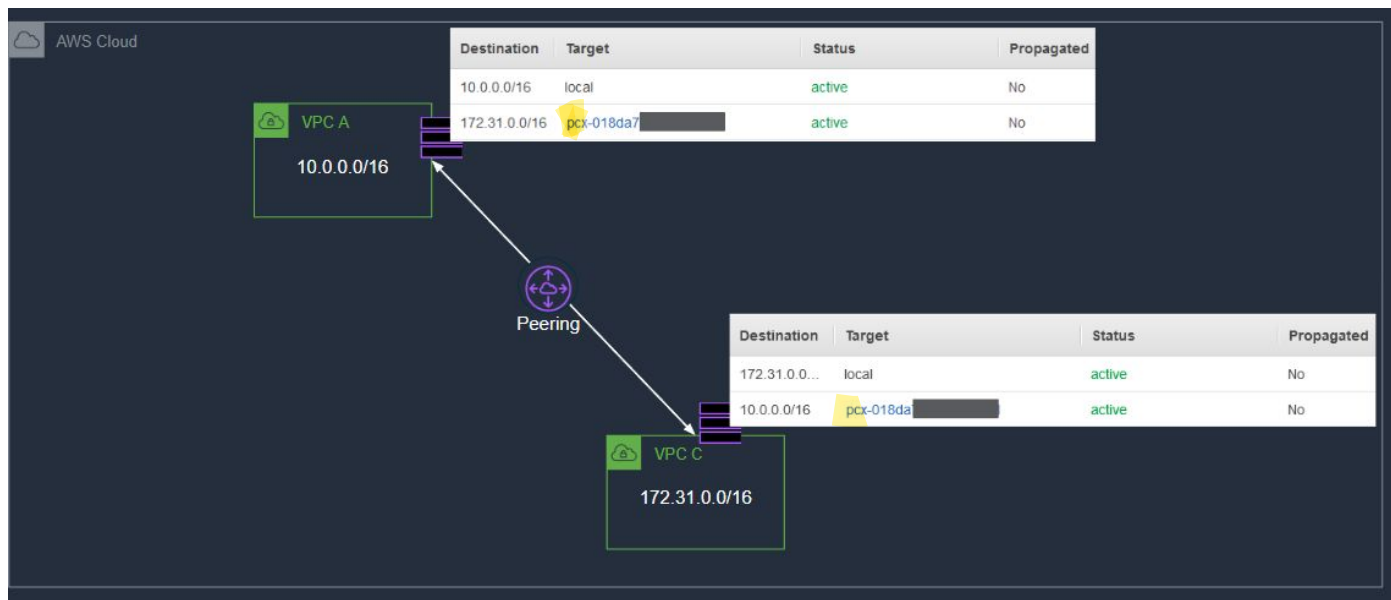 AWS Cloud
Destination Target Status Propagated
10.0.0.0/16 local active No
172.31.0.0/16 pcx-018da7 active No
VPC A
10.0.0.0/16
Peering
Destination Target Status Propagated
172.31.0.0... local active No
10.0.0.0/16 pcx-018da active No
VPC C
172.31.0.0/16